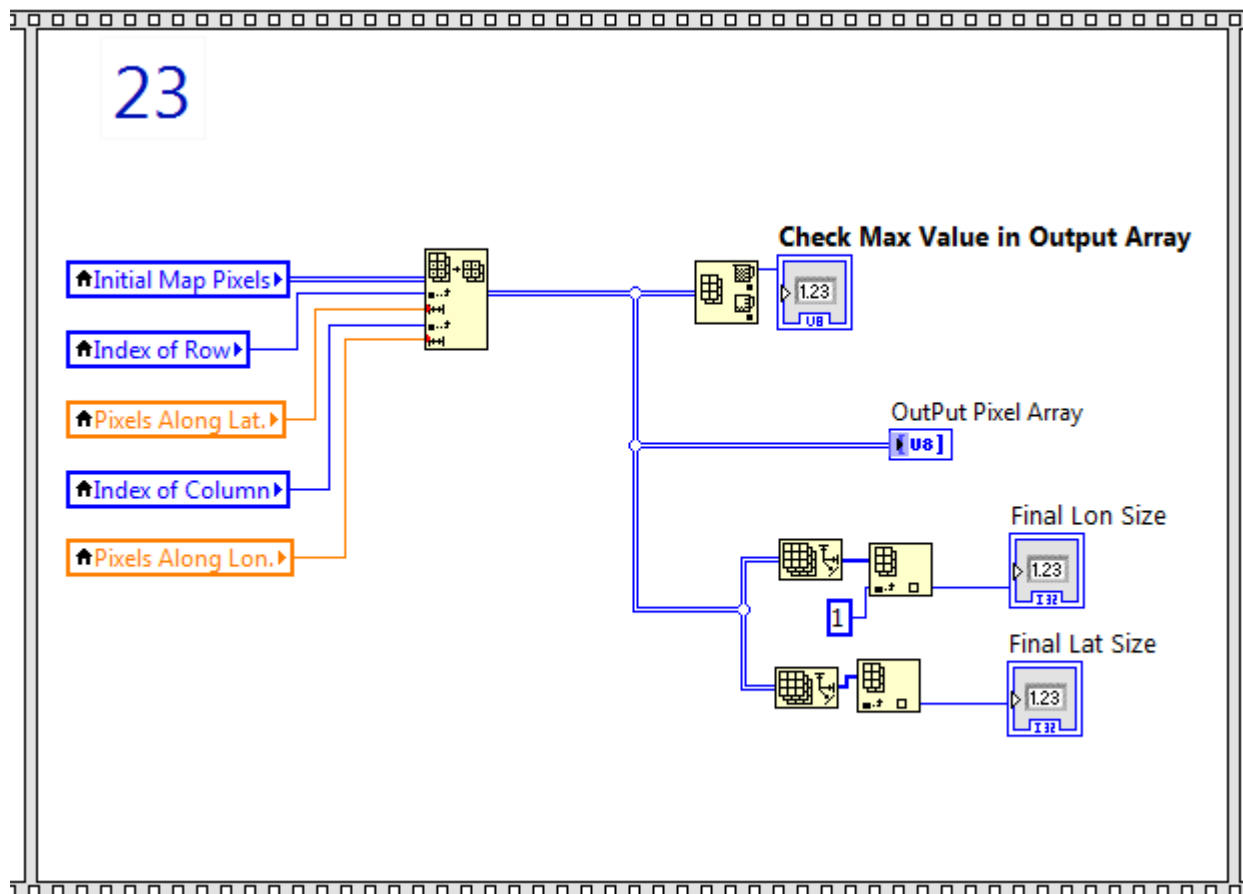 23
Check Max Value in Output Array
Initial Map Pixels
1.23
U8
Index of Row
Pixels Along Lat.
OutPut Pixel Array
[U8]
Index of Column
Final Lon Size
Pixels Along Lon.
1.23
I32
1
Final Lat Size
1.23
I32